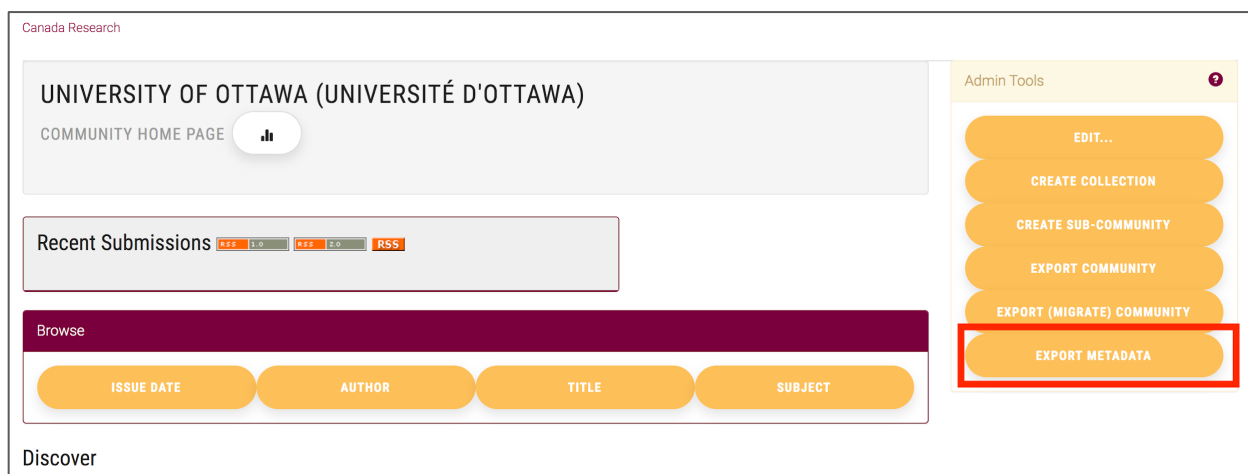 Canada Research
UNIVERSITY OF OTTAWA (UNIVERSITÉ D'OTTAWA)
COMMUNITY HOME PAGE
Recent Submissions RSS 1.0 RSS 2.0 RSS
Browse
ISSUE DATE AUTHOR TITLE SUBJECT
Discover
Admin Tools ?
EDIT...
CREATE COLLECTION
CREATE SUB-COMMUNITY
EXPORT COMMUNITY
EXPORT (MIGRATE) COMMUNITY
EXPORT METADATA